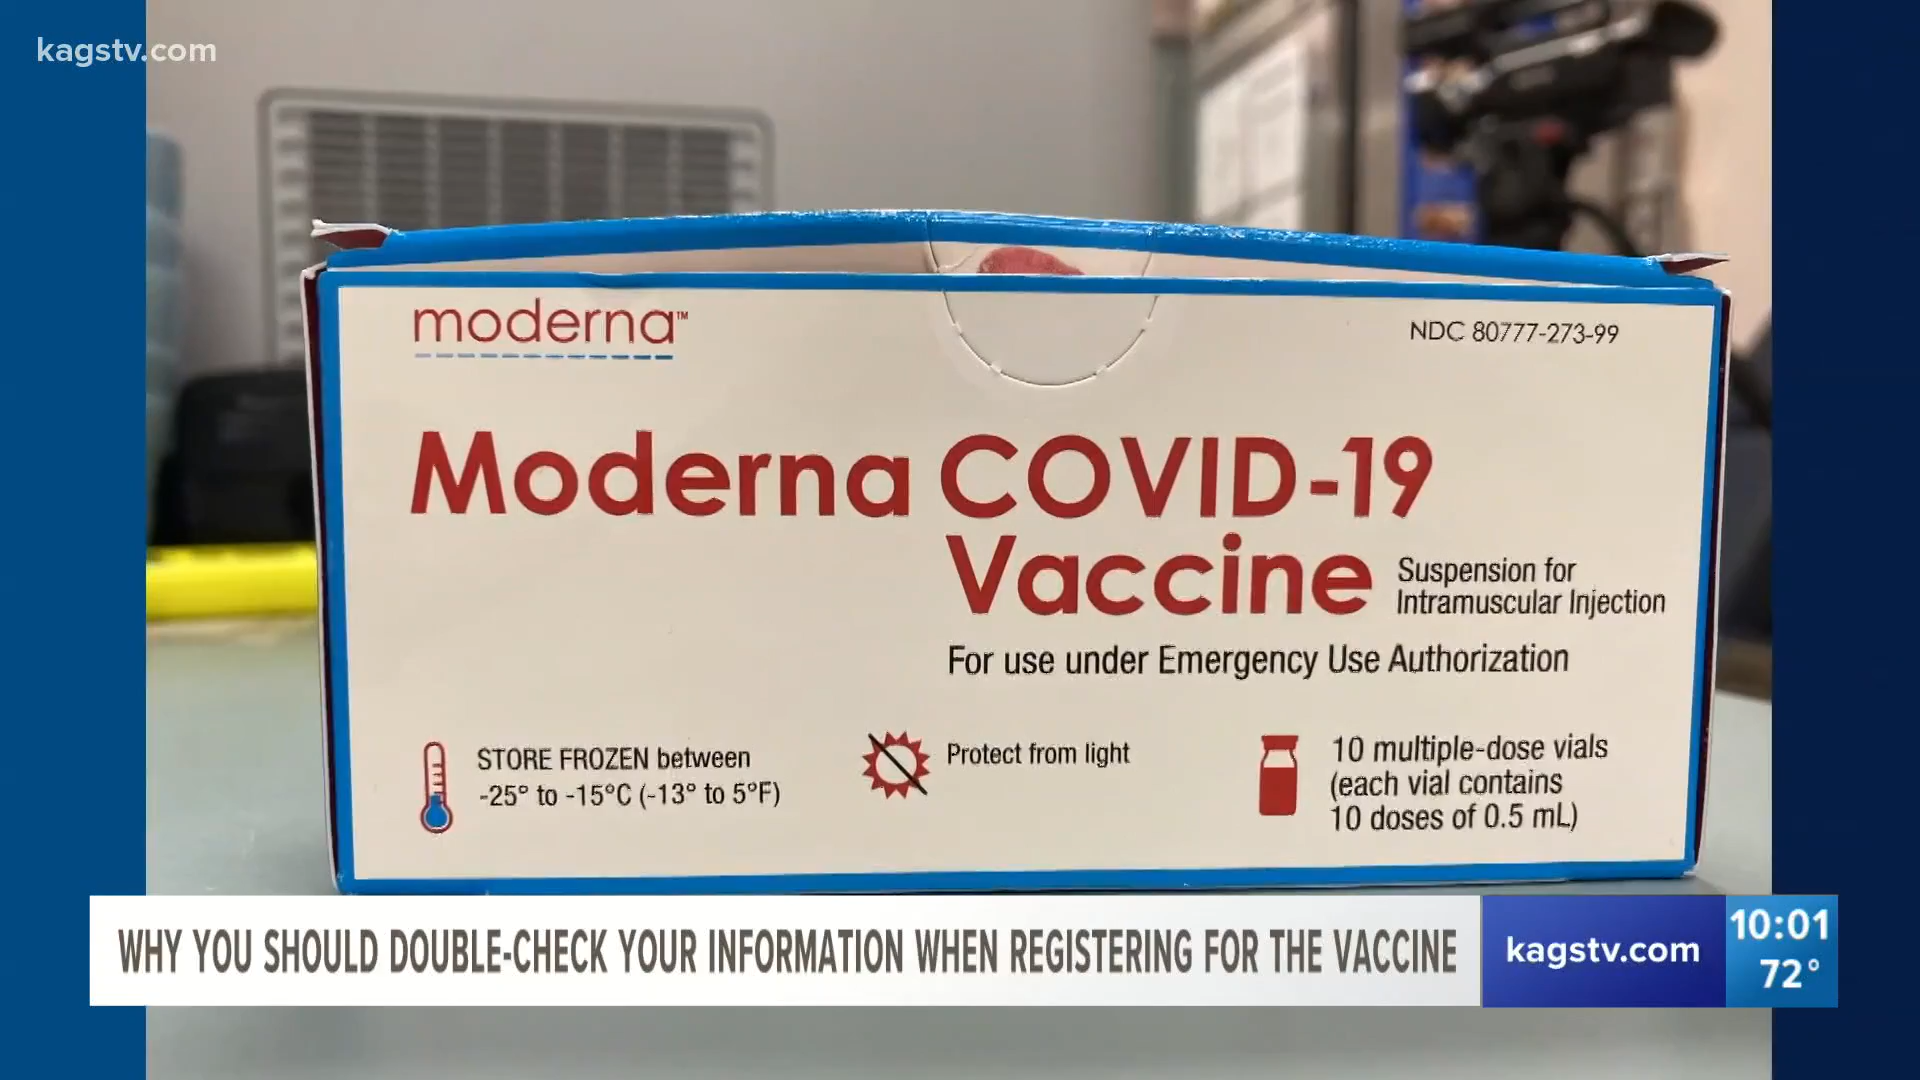 kagstv.com
moderna™
NDC 80777-273-99
Moderna COVID-19
Vaccine
Suspension for
Intramuscular Injection
For use under Emergency Use Authorization
STORE FROZEN between
-25° to -15°C (-13° to 5°F)
Protect from light
10 multiple-dose vials
(each vial contains
10 doses of 0.5 mL)
WHY YOU SHOULD DOUBLE-CHECK YOUR INFORMATION WHEN REGISTERING FOR THE VACCINE
kagstv.com
10:01
72°